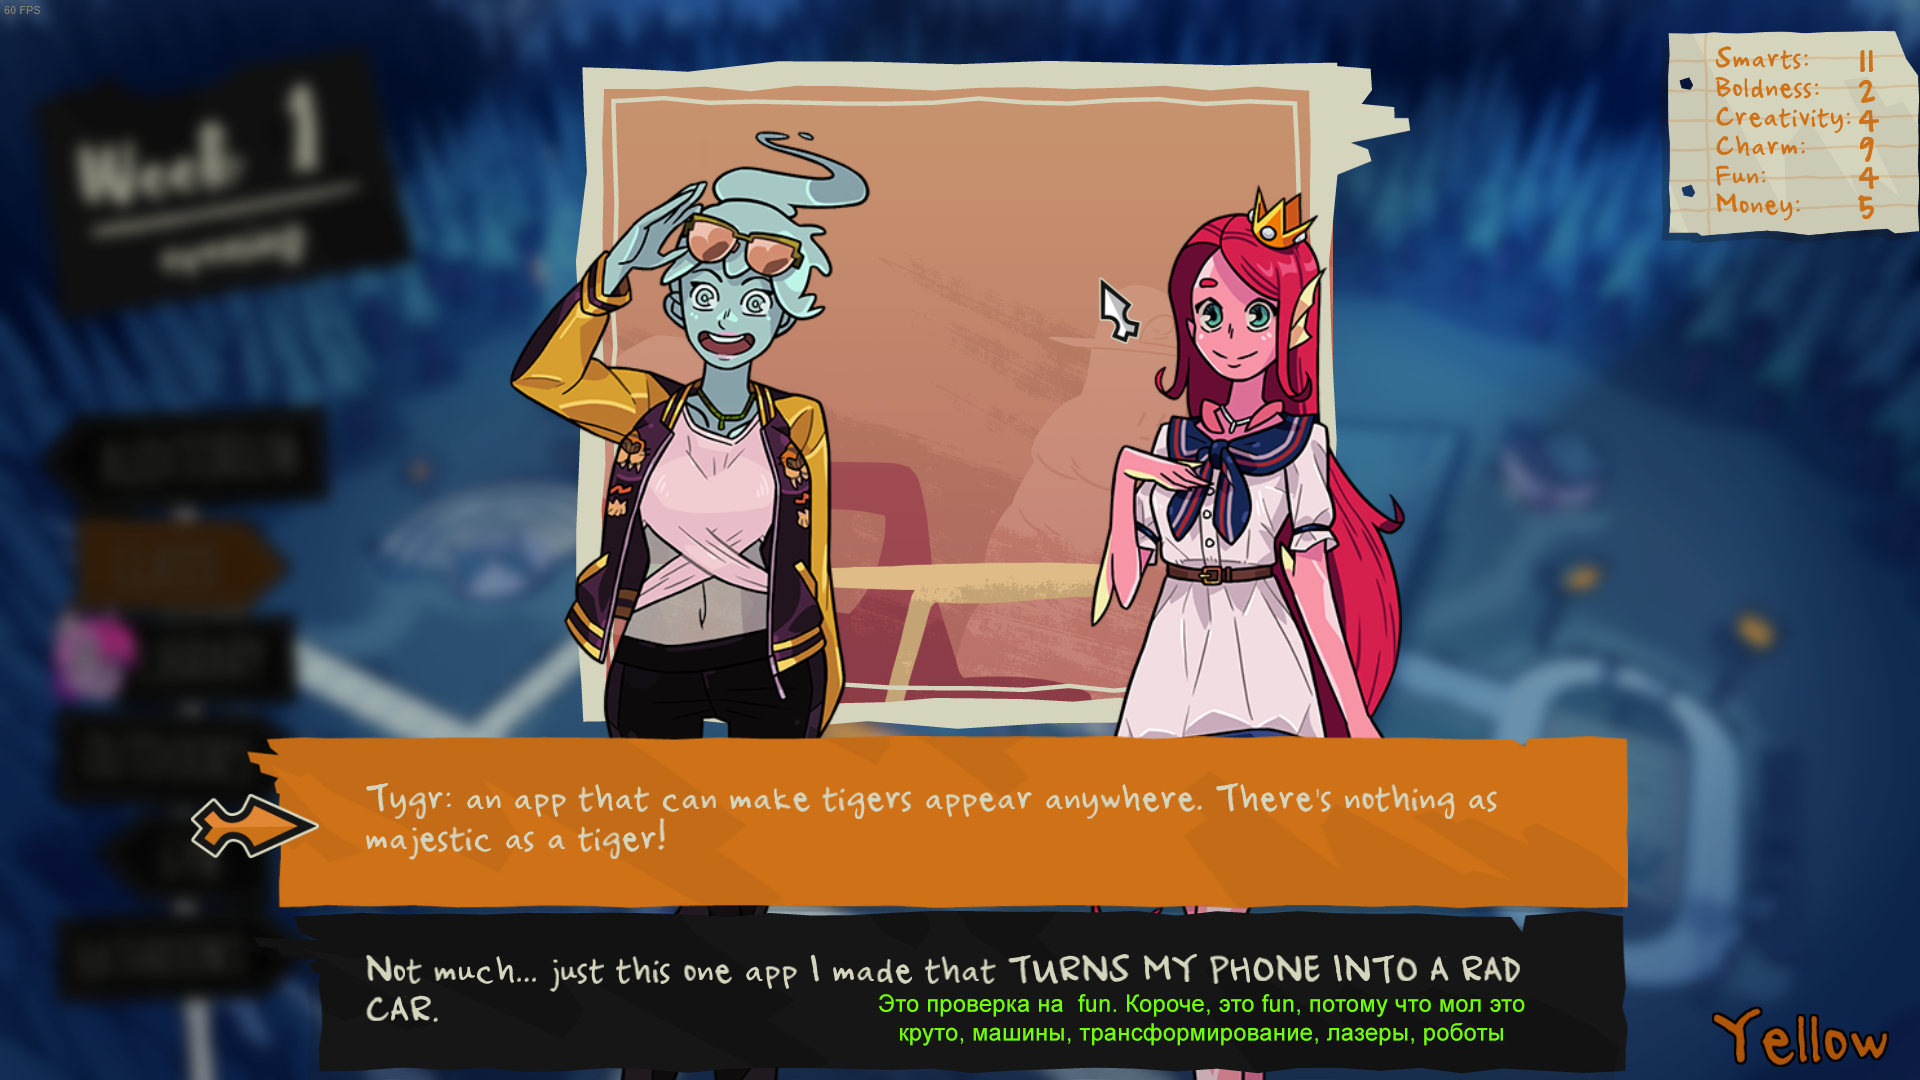 60 FPS
Week 1
evening
Smarts: 11
Boldness: 2
Creativity: 4
Charm: 9
Fun: 4
Money: 5
Tygr: an app that can make tigers appear anywhere. There's nothing as
majestic as a tiger!
Not much... just this one app I made that TURNS MY PHONE INTO A RAD
CAR.
Это проверка на fun. Короче, это fun, потому что мол это
круто, машины, трансформирование, лазеры, роботы
Yellow